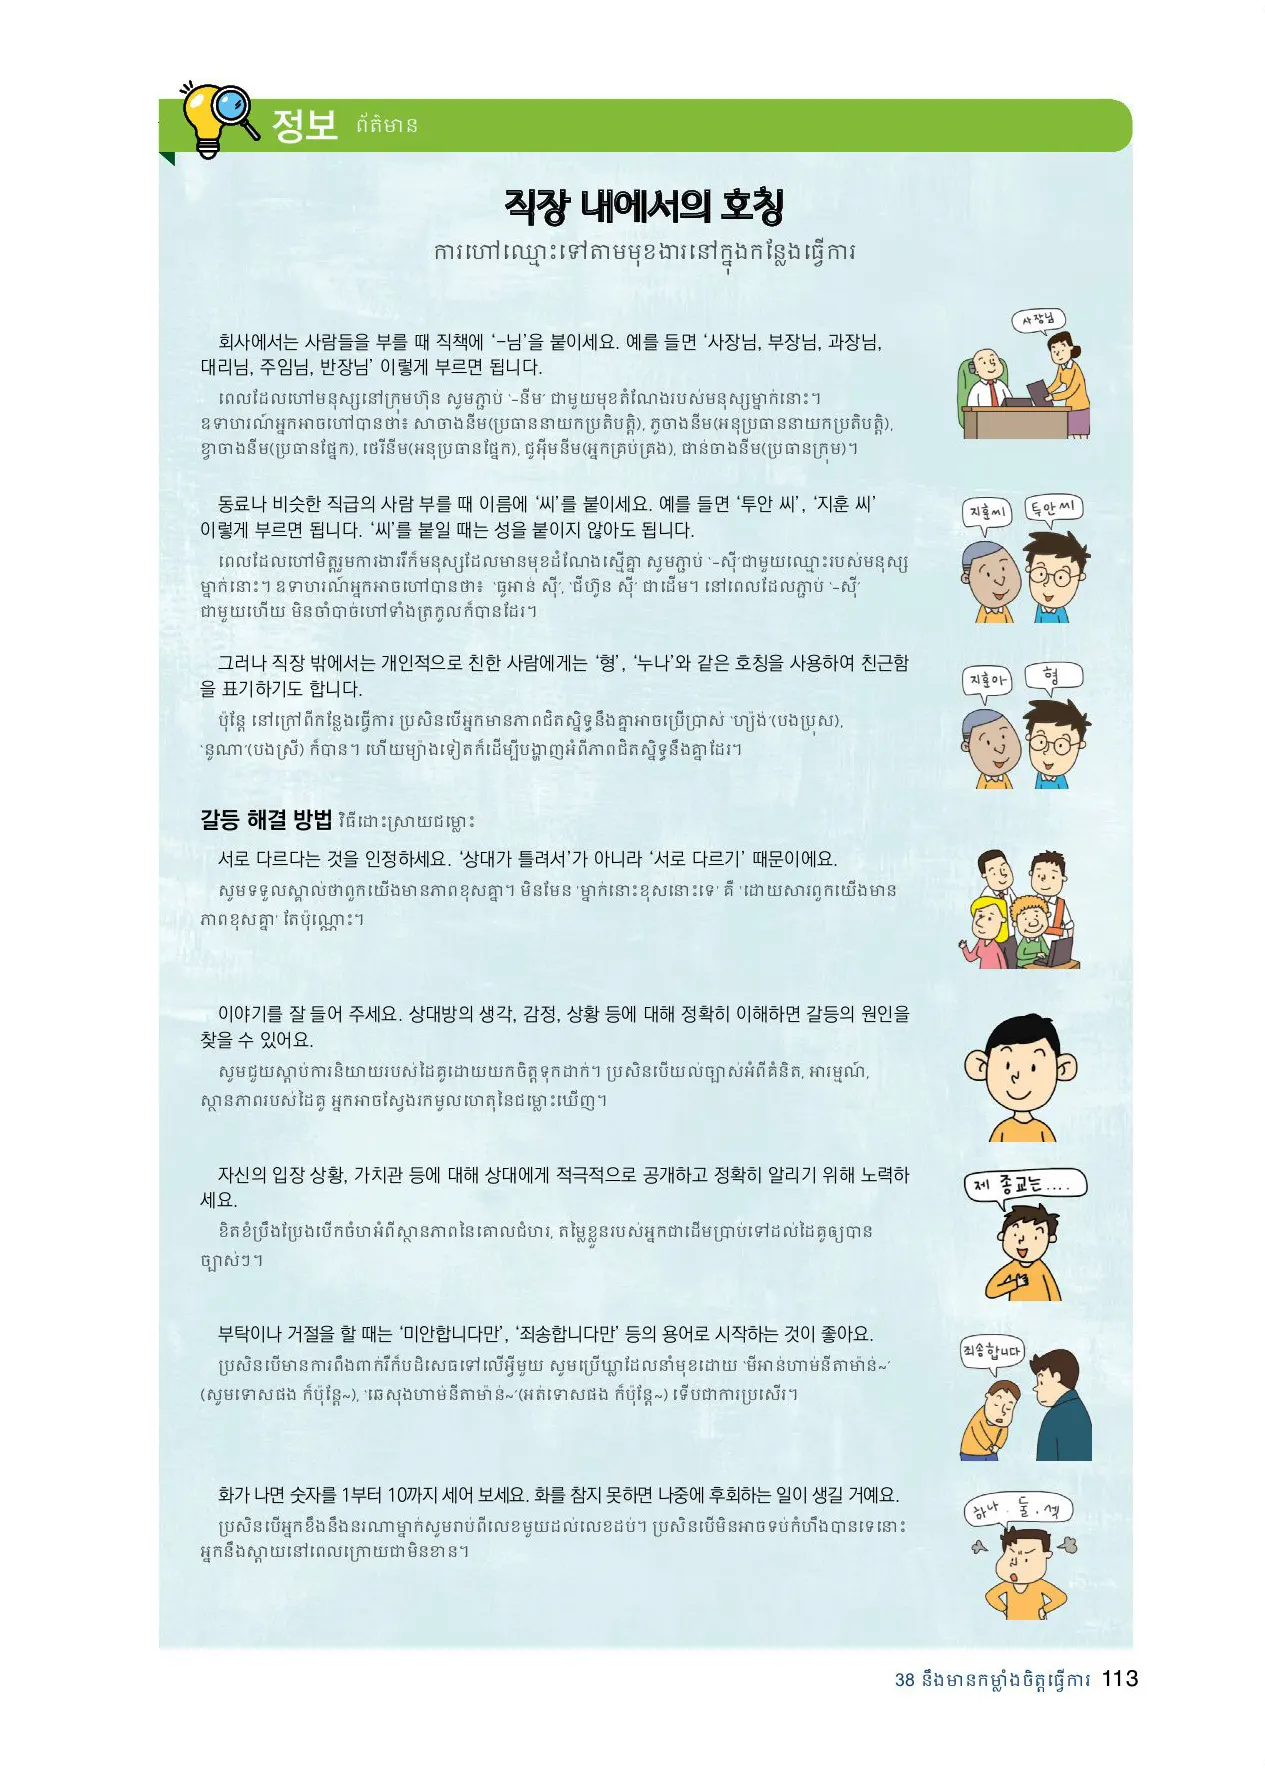 정보 ព័ត៌មាន
직장 내에서의 호칭
ការហៅឈ្មោះទៅតាមមុខងារនៅក្នុងកន្លែងធ្វើការ
사장님
회사에서는 사람들을 부를 때 직책에 ‘-님’을 붙이세요. 예를 들면 ‘사장님, 부장님, 과장님,
대리님, 주임님, 반장님’ 이렇게 부르면 됩니다.
ពេលដែលហៅមនុស្សនៅក្រុមហ៊ុន សូមភ្ជាប់ ‘-នីម’ ជាមួយមុខតំណែងរបស់មនុស្សម្នាក់នោះ។
ឧទាហរណ៍អ្នកអាចហៅបានថា៖ សាចាងនីម(ប្រធាននាយកប្រតិបត្តិ), ភូចាងនីម(អនុប្រធាននាយកប្រតិបត្តិ),
ខ្វាចាងនីម(ប្រធានផ្នែក), ថេរីនីម(អនុប្រធានផ្នែក), ជូអ៊ីមនីម(អ្នកគ្រប់គ្រង), ផាន់ចាងនីម(ប្រធានក្រុម)។
지훈씨 투안씨
동료나 비슷한 직급의 사람 부를 때 이름에 ‘씨’를 붙이세요. 예를 들면 ‘투안 씨’, ‘지훈 씨’
이렇게 부르면 됩니다. ‘씨’를 붙일 때는 성을 붙이지 않아도 됩니다.
ពេលដែលហៅមិត្តរួមការងារឺក៏មនុស្សដែលមានមុខដំណែងស្មើគ្នា សូមភ្ជាប់ ‘-ស៊ី’ជាមួយឈ្មោះរបស់មនុស្ស
ម្នាក់នោះ។ ឧទាហរណ៍អ្នកអាចហៅបានថា៖ ‘ធូអាន់ ស៊ី’, ‘ជីហ៊ូន ស៊ី’ ជាដើម។ នៅពេលដែលភ្ជាប់ ‘-ស៊ី’
ជាមួយហើយ មិនចាំបាច់ហៅទាំងត្រកូលក៏បានដែរ។
지훈아 형
그러나 직장 밖에서는 개인적으로 친한 사람에게는 ‘형’, ‘누나’와 같은 호칭을 사용하여 친근함
을 표기하기도 합니다.
ប៉ុន្តែ នៅក្រៅពីកន្លែងធ្វើការ ប្រសិនបើអ្នកមានភាពជិតស្និទ្ធនឹងគ្នាអាចប្រើប្រាស់ ‘ហ្យ៉ង់’(បងប្រុស),
‘នូណា’(បងស្រី) ក៏បាន។ ហើយម្យ៉ាងទៀតក៏ដើម្បីបង្ហាញអំពីភាពជិតស្និទ្ធនឹងគ្នាដែរ។
갈등 해결 방법 វិធីដោះស្រាយជម្លោះ
서로 다르다는 것을 인정하세요. ‘상대가 틀려서’가 아니라 ‘서로 다르기’ 때문이에요.
សូមទទួលស្គាល់ថាពួកយើងមានភាពខុសគ្នា។ មិនមែន ‘ម្នាក់នោះខុសនោះទេ’ គឺ ‘ដោយសារពួកយើងមាន
ភាពខុសគ្នា’ តែប៉ុណ្ណោះ។
이야기를 잘 들어 주세요. 상대방의 생각, 감정, 상황 등에 대해 정확히 이해하면 갈등의 원인을
찾을 수 있어요.
សូមជួយស្តាប់ការនិយាយរបស់ដៃគូដោយយកចិត្តទុកដាក់។ ប្រសិនបើយល់ច្បាស់អំពីគំនិត, អារម្មណ៍,
ស្ថានភាពរបស់ដៃគូ អ្នកអាចស្វែងរកមូលហេតុនៃជម្លោះឃើញ។
자신의 입장 상황, 가치관 등에 대해 상대에게 적극적으로 공개하고 정확히 알리기 위해 노력하
세요.
제 종교는....
ខិតខំប្រឹងប្រែងបើកចំហអំពីស្ថានភាពនៃគោលជំហរ, តម្លៃខ្លួនរបស់អ្នកជាដើមប្រាប់ទៅដល់ដៃគូឲ្យបាន
ច្បាស់ៗ។
부탁이나 거절을 할 때는 ‘미안합니다만’, ‘죄송합니다만’ 등의 용어로 시작하는 것이 좋아요.
죄송합니다
ប្រសិនបើមានការពឹងពាក់រឺក៏បដិសេធទៅលើអ្វីមួយ សូមប្រើឃ្លាដែលនាំមុខដោយ ‘មីអាន់ហាម់នីតាម៉ាន់~’
(សូមទោសផង ក៏ប៉ុន្តែ~), ‘ឆេសុងហាម់នីតាម៉ាន់~’(អត់ទោសផង ក៏ប៉ុន្តែ~) ទើបជាការប្រសើរ។
화가 나면 숫자를 1부터 10까지 세어 보세요. 화를 참지 못하면 나중에 후회하는 일이 생길 거예요.
하나 . 둘 . 셋
ប្រសិនបើអ្នកខឹងនឹងនរណាម្នាក់សូមរាប់ពីលេខមួយដល់លេខដប់។ ប្រសិនបើមិនអាចទប់កំហឹងបានទេនោះ
អ្នកនឹងស្តាយនៅពេលក្រោយជាមិនខាន។
38 នឹងមានកម្លាំងចិត្តធ្វើការ 113